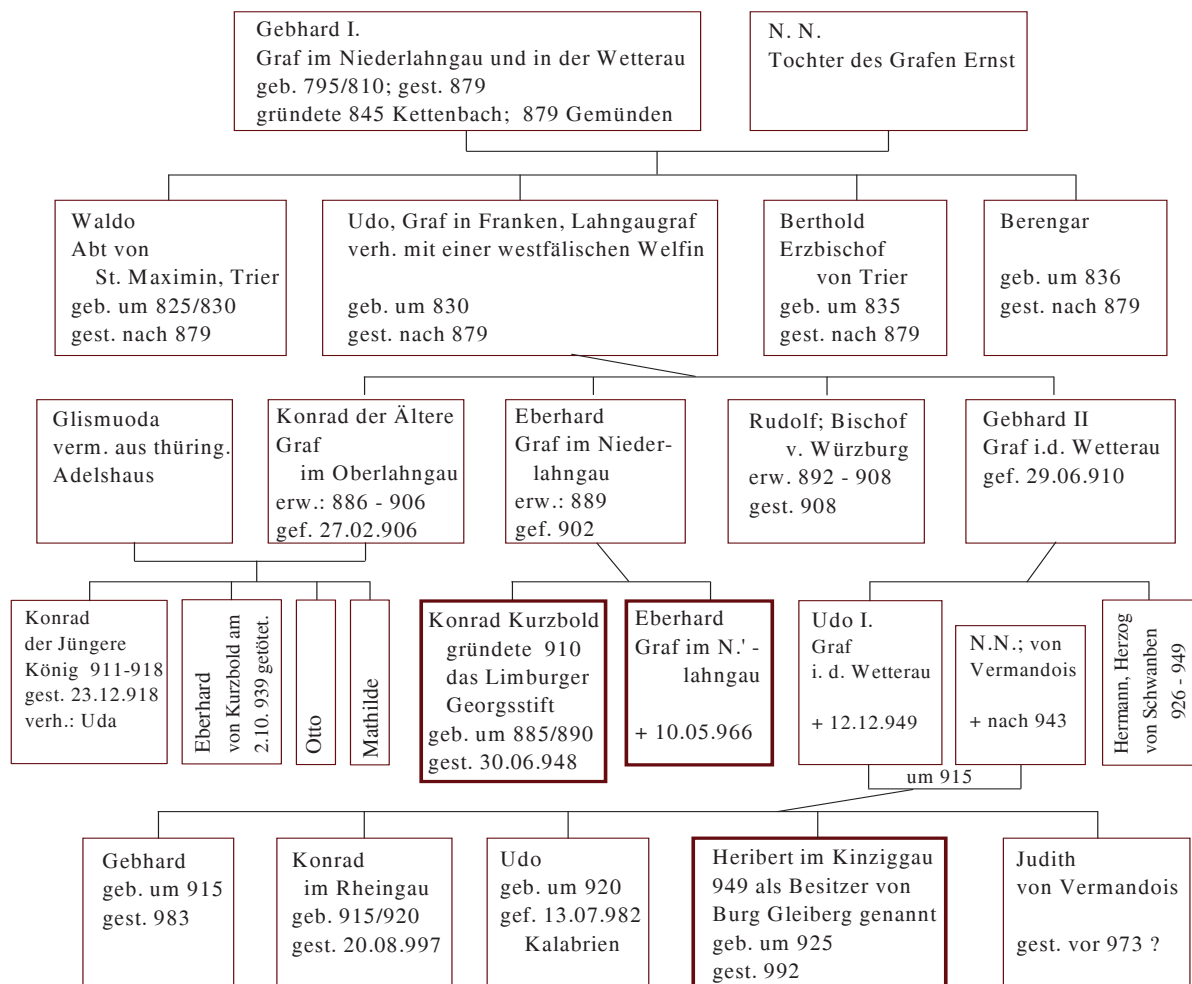 Gebhard I.
Graf im Niederlahngau und in der Wetterau
geb. 795/810; gest. 879
gründete 845 Kettenbach; 879 Gemünden
N. N.
Tochter des Grafen Ernst
Waldo
Abt von
St. Maximin, Trier
geb. um 825/830
gest. nach 879
Udo, Graf in Franken, Lahngaugraf
verh. mit einer westfälischen Welfin
geb. um 830
gest. nach 879
Berthold
Erzbischof
von Trier
geb. um 835
gest. nach 879
Berengar
geb. um 836
gest. nach 879
Glismuoda
verm. aus thüring.
Adelshaus
Konrad der Ältere
Graf
im Oberlahngau
erw.: 886 - 906
gef. 27.02.906
Eberhard
Graf im Nieder-
lahngau
erw.: 889
gef. 902
Rudolf; Bischof
v. Würzburg
erw. 892 - 908
gest. 908
Gebhard II
Graf i.d. Wetterau
gef. 29.06.910
Konrad
der Jüngere
König 911-918
gest. 23.12.918
verh.: Uda
Eberhard
von Kurzbold am
2.10. 939 getötet.
Otto
Mathilde
Konrad Kurzbold
gründete 910
das Limburger
Georgsstift
geb. um 885/890
gest. 30.06.948
Eberhard
Graf im N.' -
lahngau
+ 10.05.966
Udo I.
Graf
i. d. Wetterau
+ 12.12.949
N.N.; von
Vermandois
+ nach 943
Hermann, Herzog
von Schwanben
926 - 949
um 915
Gebhard
geb. um 915
gest. 983
Konrad
im Rheingau
geb. 915/920
gest. 20.08.997
Udo
geb. um 920
gef. 13.07.982
Kalabrien
Heribert im Kinziggau
949 als Besitzer von
Burg Gleiberg genannt
geb. um 925
gest. 992
Judith
von Vermandois
gest. vor 973 ?